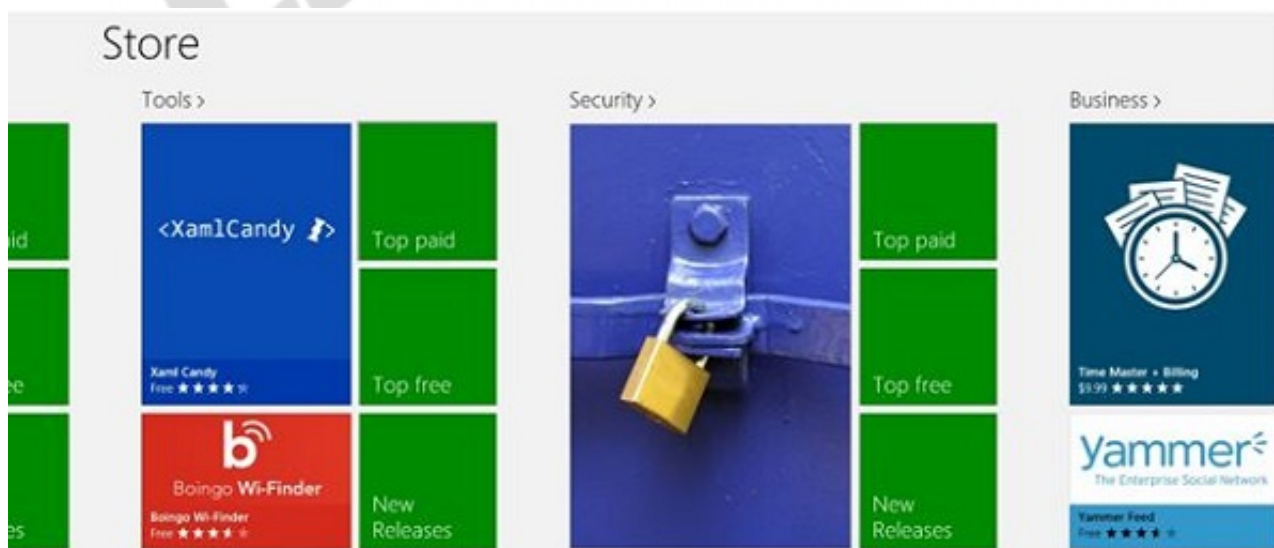 Store
Tools >
Security >
Business >
<XamlCandy >
Top paid
Top paid
Xaml Candy
Free
Top free
Top free
Time Master + Billing
$9.99
b
Boingo Wi-Finder
Boingo Wi-Finder
Free
New
Releases
New
Releases
yammer
The Enterprise Social Network
Yammer Feed
Free